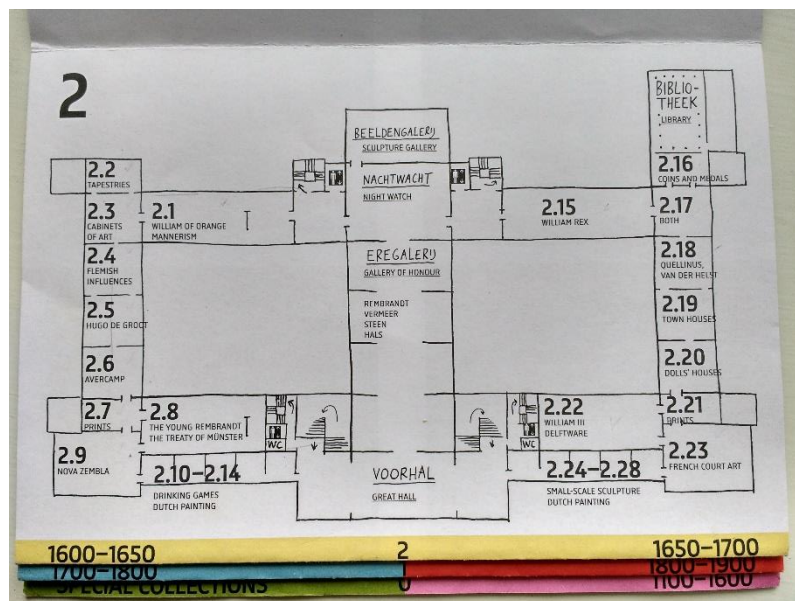 2
BIBLIO-
THEEK
LIBRARY
BEELDENGALERIJ
SCULPTURE GALLERY
NACHTWACHT
NIGHT WATCH
2.2
TAPESTRIES
2.3
CABINETS
OF ART
2.1
WILLIAM OF ORANGE
MANNERISM
2.4
FLEMISH
INFLUENCES
2.5
HUGO DE GROOT
2.6
AVERCAMP
2.7
PRINTS
2.8
THE YOUNG REMBRANDT
THE TREATY OF MÜNSTER
2.9
NOVA ZEMBLA
2.10–2.14
DRINKING GAMES
DUTCH PAINTING
EREGALERIJ
GALLERY OF HONOUR
REMBRANDT
VERMEER
STEEN
HALS
WC
WC
VOORHAL
GREAT HALL
2.15
WILLIAM REX
2.16
COINS AND MEDALS
2.17
BOTH
2.18
QUELLINUS,
VAN DER HELST
2.19
TOWN HOUSES
2.20
DOLLS' HOUSES
2.21
PRINTS
2.22
WILLIAM III
DELFTWARE
2.23
FRENCH COURT ART
2.24–2.28
SMALL-SCALE SCULPTURE
DUTCH PAINTING
1600–1650 2 1650–1700
1700–1800 1 1800–1900
SPECIAL COLLECTIONS 0 1100–1600